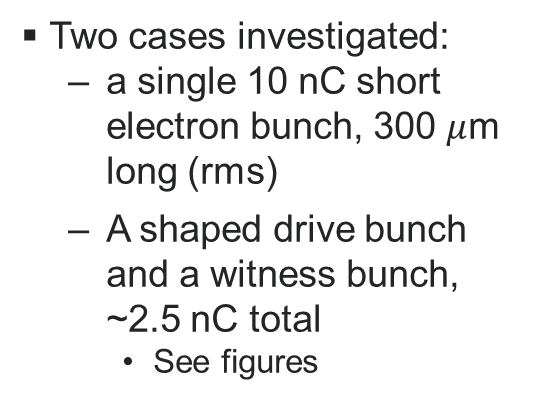 ▪ Two cases investigated:
– a single 10 nC short
electron bunch, 300 𝜇m
long (rms)
– A shaped drive bunch
and a witness bunch,
~2.5 nC total
• See figures